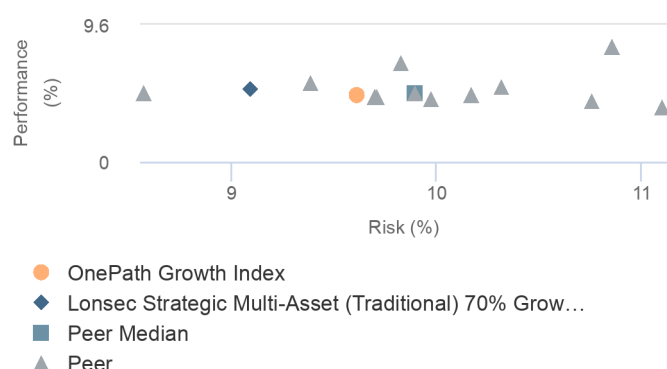 9.6
Performance
(%)
0
9
10
11
Risk (%)
OnePath Growth Index
Lonsec Strategic Multi-Asset (Traditional) 70% Grow…
Peer Median
Peer